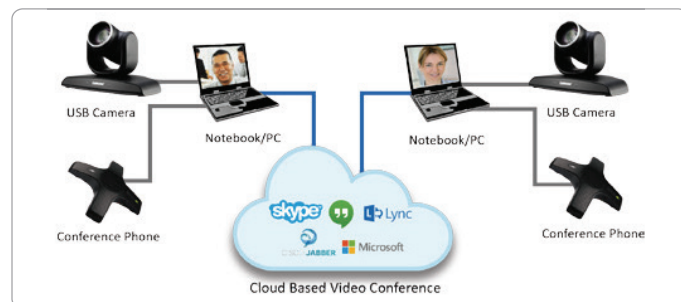 USB Camera
Notebook/PC
Notebook/PC
USB Camera
skype
Lync
Conference Phone
JABBER
Microsoft
Conference Phone
Cloud Based Video Conference